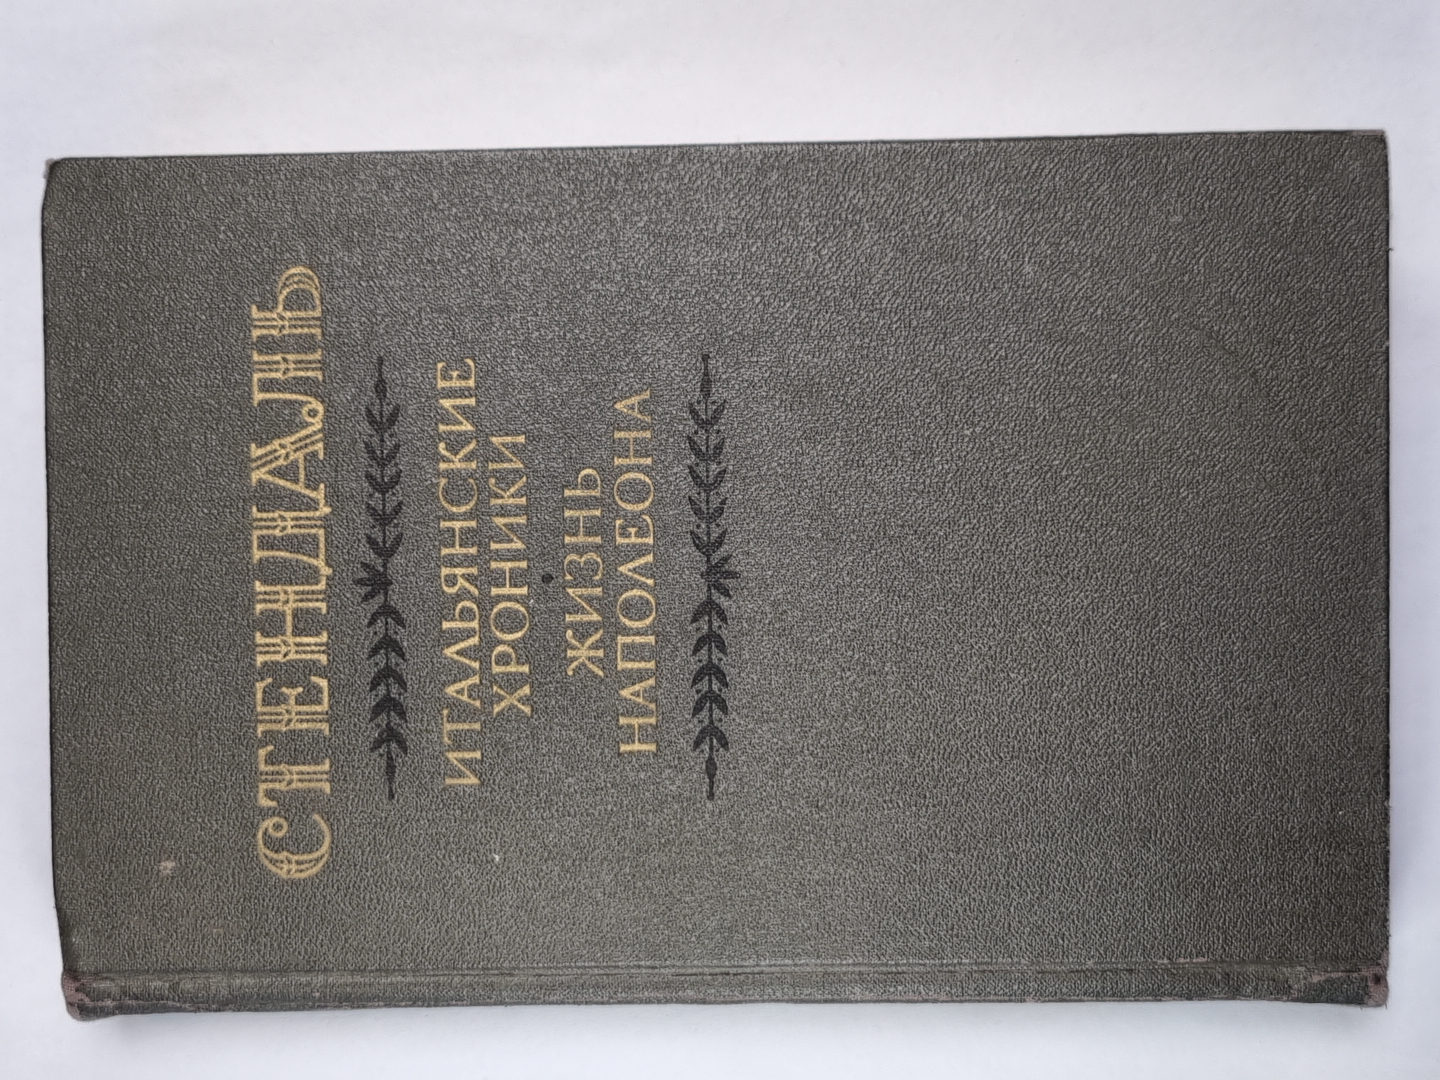 СТЕНДАЛЬ
ИТАЛЬЯНСКИЕ
ХРОНИКИ
ЖИЗНЬ
НАПОЛЕОНА